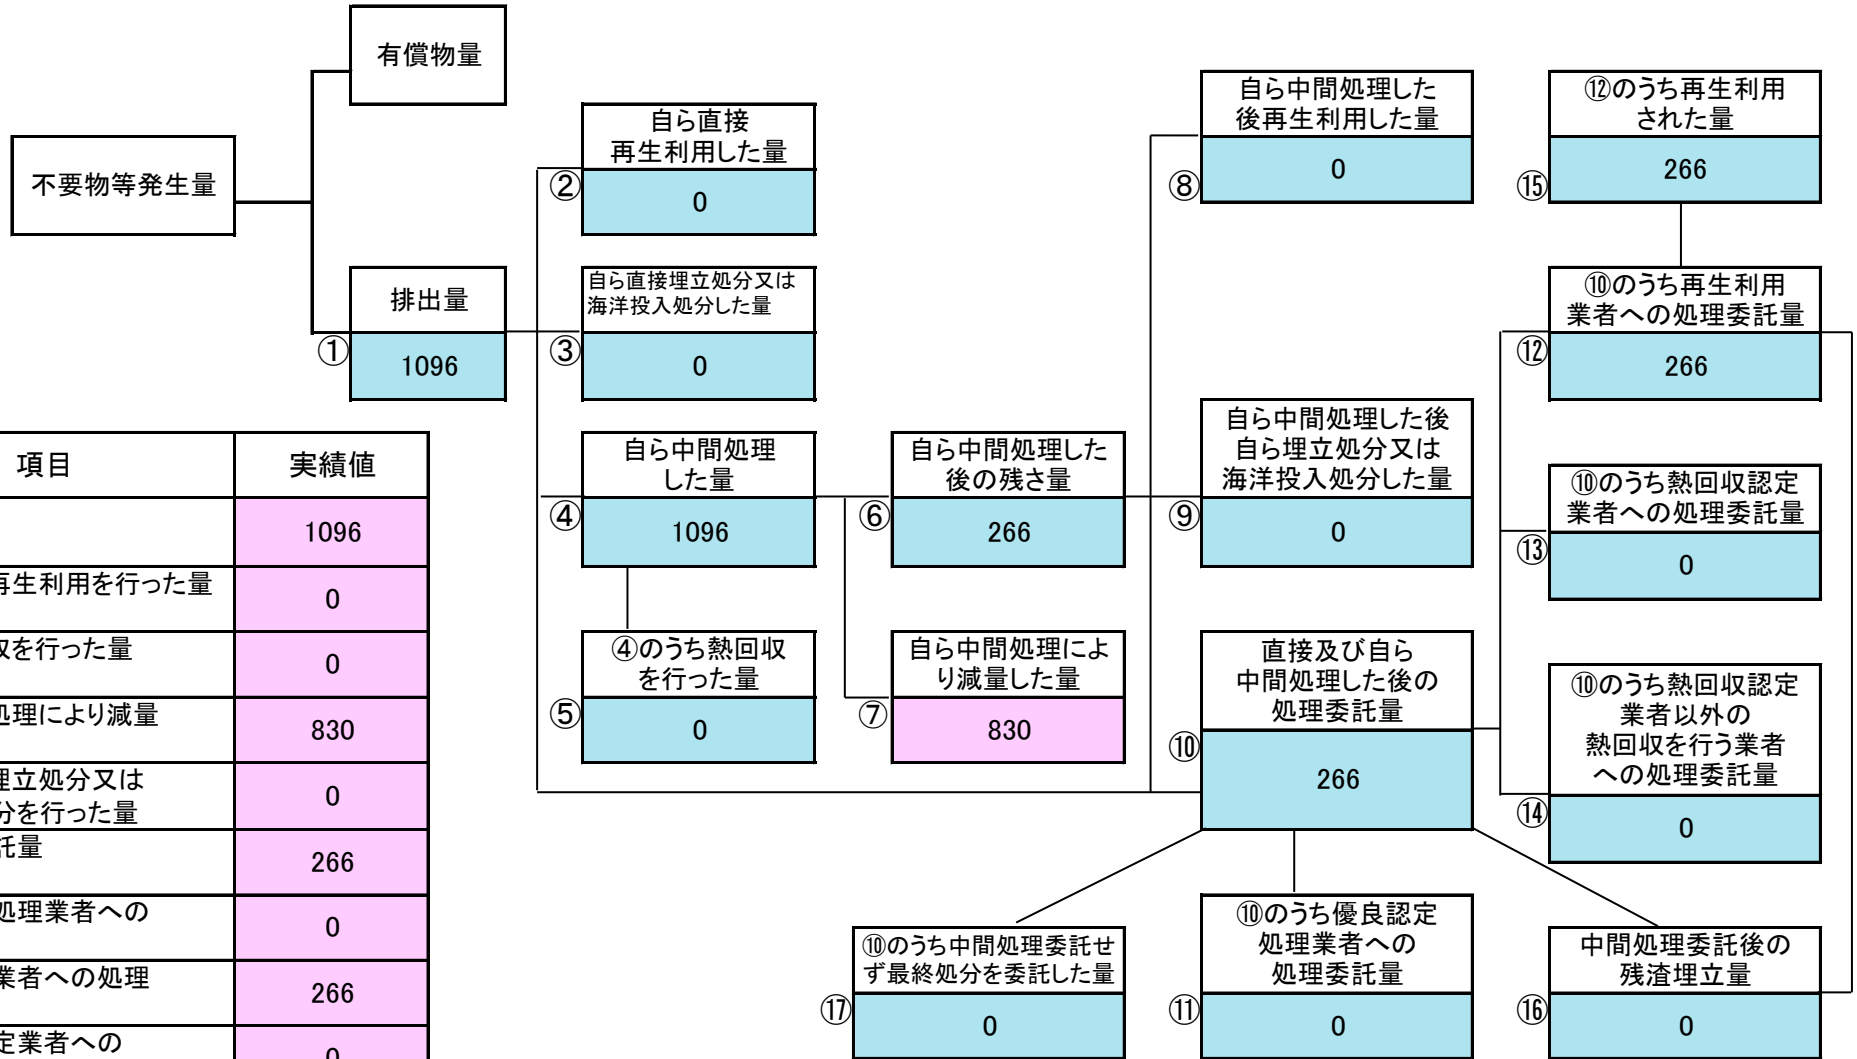 有償物量
不要物等発生量
排出量
①
1096
自ら直接
再生利用した量
②
0
自ら直接埋立処分又は
海洋投入処分した量
③
0
自ら中間処理
した量
④
1096
④のうち熱回収
を行った量
⑤
0
自ら中間処理した
後の残さ量
⑥
266
自ら中間処理によ
り減量した量
⑦
830
自ら中間処理した
後再生利用した量
⑧
0
自ら中間処理した後
自ら埋立処分又は
海洋投入処分した量
⑨
0
直接及び自ら
中間処理した後の
処理委託量
⑩
266
⑫のうち再生利用
された量
⑮
266
⑩のうち再生利用
業者への処理委託量
⑫
266
⑩のうち熱回収認定
業者への処理委託量
⑬
0
⑩のうち熱回収認定
業者以外の
熱回収を行う業者
への処理委託量
⑭
0
⑩のうち中間処理委託せ
ず最終処分を委託した量
⑰
0
⑩のうち優良認定
処理業者への
処理委託量
⑪
0
中間処理委託後の
残渣埋立量
⑯
0
項目 実績値
1096
再生利用を行った量
0
を行った量
0
処理により減量
830
埋立処分又は
分を行った量
0
託量
266
処理業者への
0
業者への処理
266
定業者への
0